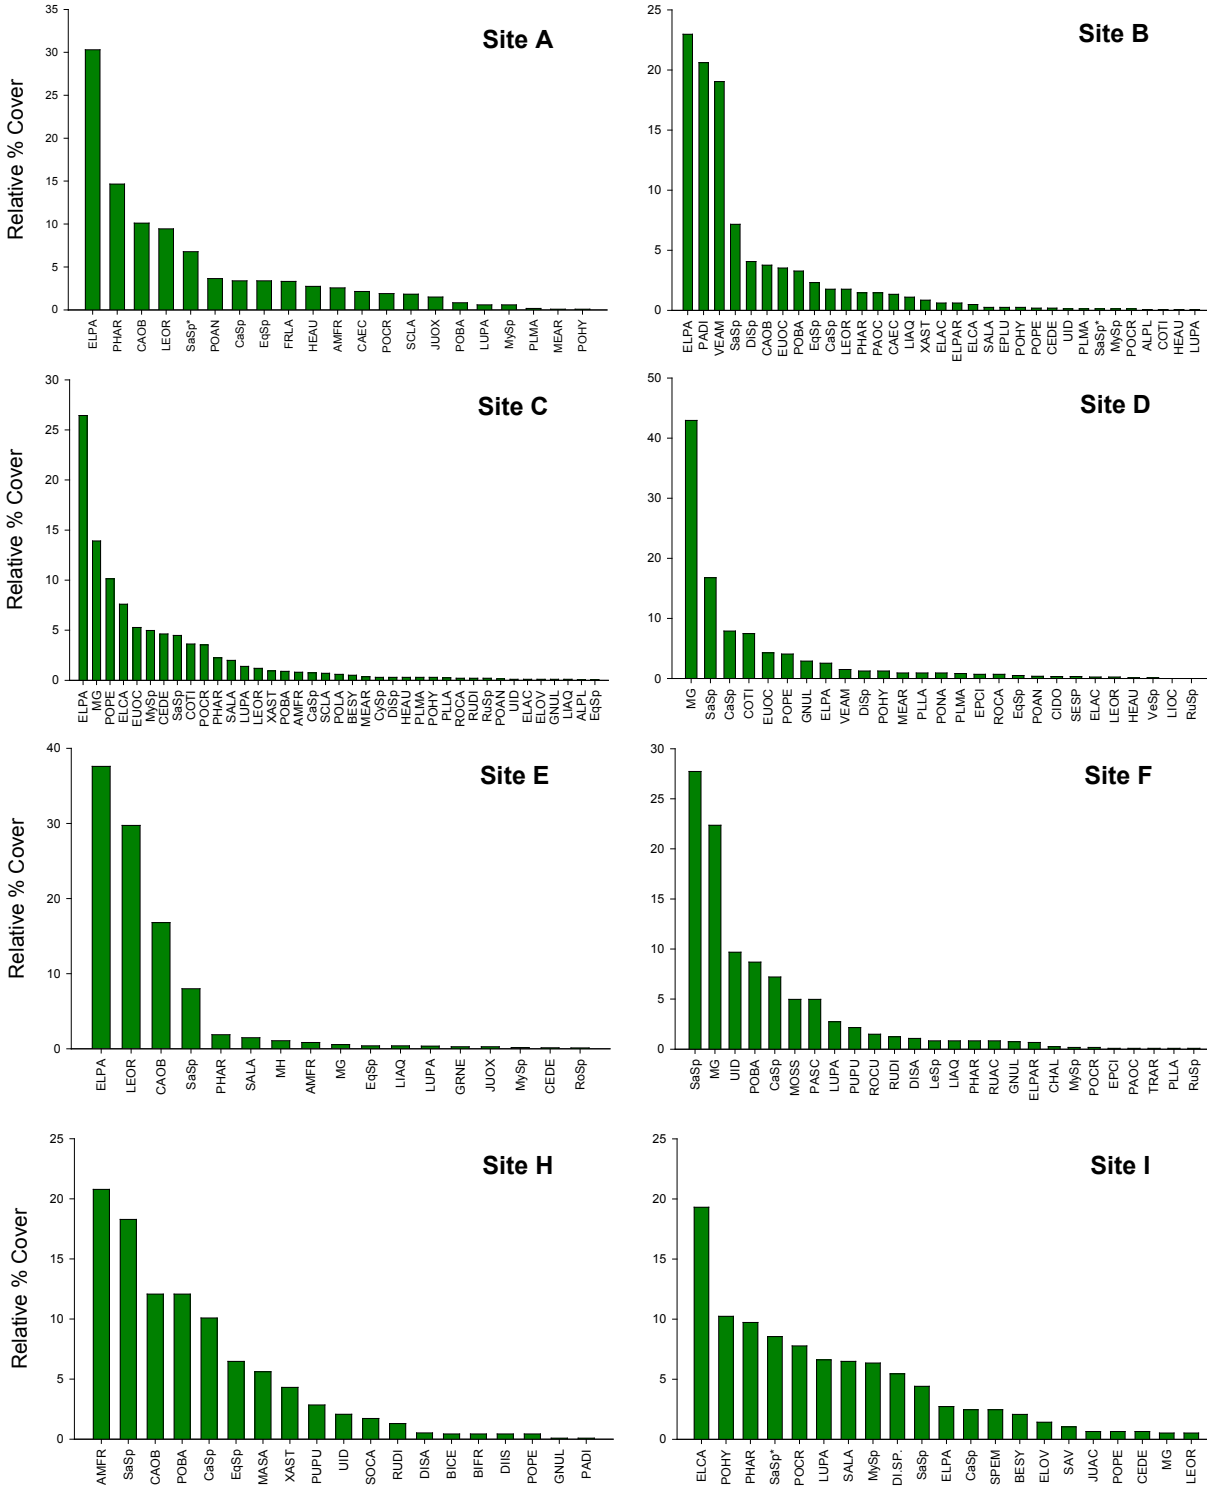 Site A
Relative % Cover
35
30
25
20
15
10
5
0
ELPA PHAR CAOB LEOR SaSp* POAN CaSp EqSp FRLA HEAU AMFR CAEC POCR SCLA JUOX POBA LUPA MySp PLMA MEAR POHY
Site B
25
20
15
10
5
0
ELPA PADI VEAM SaSp DiSp CAOB EUOC POBA EqSp CaSp LEOR PHAR PAOC CAEC LIAQ XAST ELAC ELPAR ELCA SALA EPLU POHY POPE CEDE UID PLMA SaSp* MySp POCR ALPL COTI HEAU LUPA
Site C
Relative % Cover
30
25
20
15
10
5
0
ELPA MG POPE ELCA EUOC MySp CEDE SaSp COTI POCR PHAR SALA LUPA LEOR XAST POBA AMFR CaSp SCLA POLA BESY MEAR CySp DiSp HEAU PLMA POHY PLLA ROCA RUDI RuSp POAN UID ELAC ELOV GNUL LIAQ ALPL EqSp
Site D
50
40
30
20
10
0
MG SaSp CaSp COTI EUOC POPE GNUL ELPA VEAM DiSp POHY MEAR PLLA PONA PLMA EPCI ROCA EqSp POAN CIDO SESP ELAC LEOR HEAU VeSp LIOC RuSp
Site E
Relative % Cover
40
30
20
10
0
ELPA LEOR CAOB SaSp PHAR SALA MH AMFR MG EqSp LIAQ LUPA GRNE JUOX MySp CEDE RoSp
Site F
30
25
20
15
10
5
0
SaSp MG UID POBA CaSp MOSS PASC LUPA PUPU ROCU RUDI DISA LeSp LIAQ PHAR RUAC GNUL ELPAR CHAL MySp POCR EPCI PAOC TRAR PLLA RuSp
Site H
Relative % Cover
25
20
15
10
5
0
AMFR SaSp CAOB POBA CaSp EqSp MASA XAST PUPU UID SOCA RUDI DISA BICE BIFR DIIS POPE GNUL PADI
Site I
25
20
15
10
5
0
ELCA POHY PHAR SaSp* POCR LUPA SALA MySp DI.SP. SaSp ELPA CaSp SPEM BESY ELOV SAV JUAC POPE CEDE MG LEOR